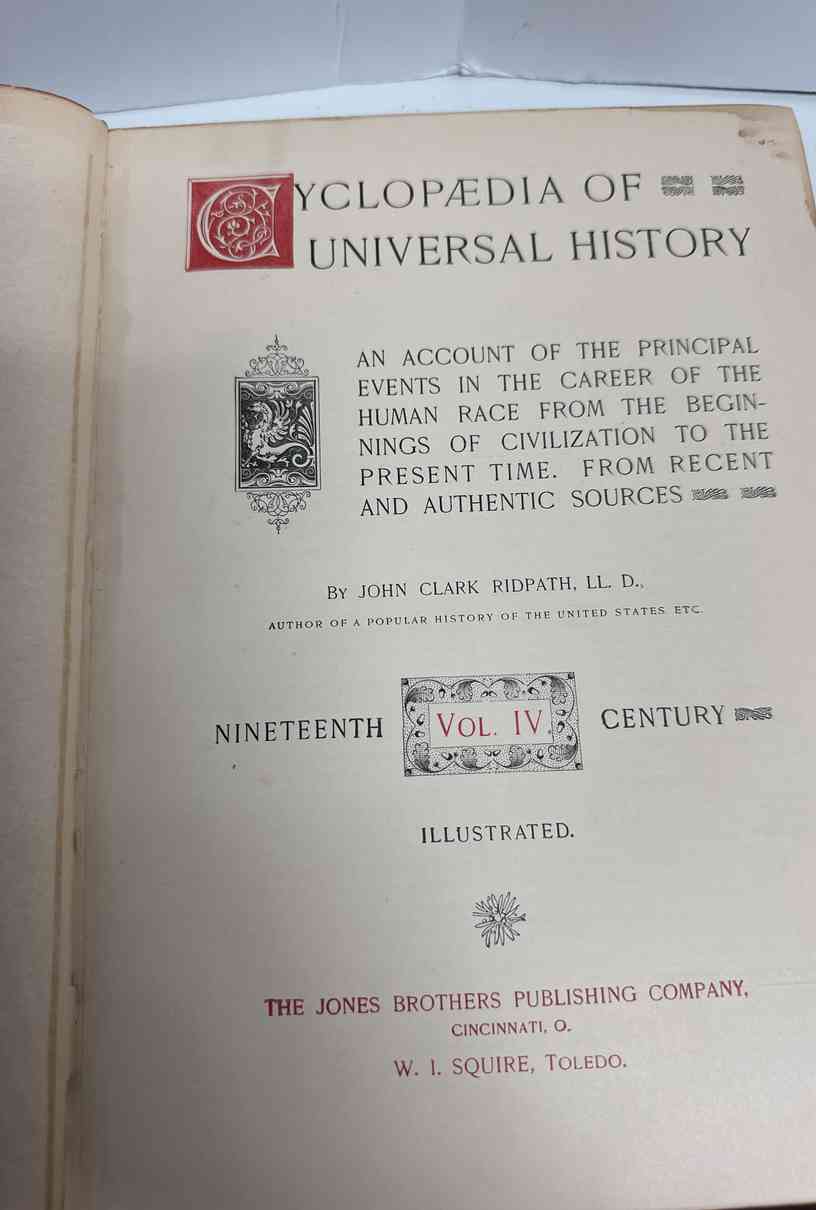 CYCLOPÆDIA OF
UNIVERSAL HISTORY
AN ACCOUNT OF THE PRINCIPAL
EVENTS IN THE CAREER OF THE
HUMAN RACE FROM THE BEGIN-
NINGS OF CIVILIZATION TO THE
PRESENT TIME. FROM RECENT
AND AUTHENTIC SOURCES
BY JOHN CLARK RIDPATH, LL. D.,
AUTHOR OF A POPULAR HISTORY OF THE UNITED STATES, ETC.
NINETEENTH VOL. IV. CENTURY
ILLUSTRATED.
THE JONES BROTHERS PUBLISHING COMPANY,
CINCINNATI, O.
W. I. SQUIRE, TOLEDO.